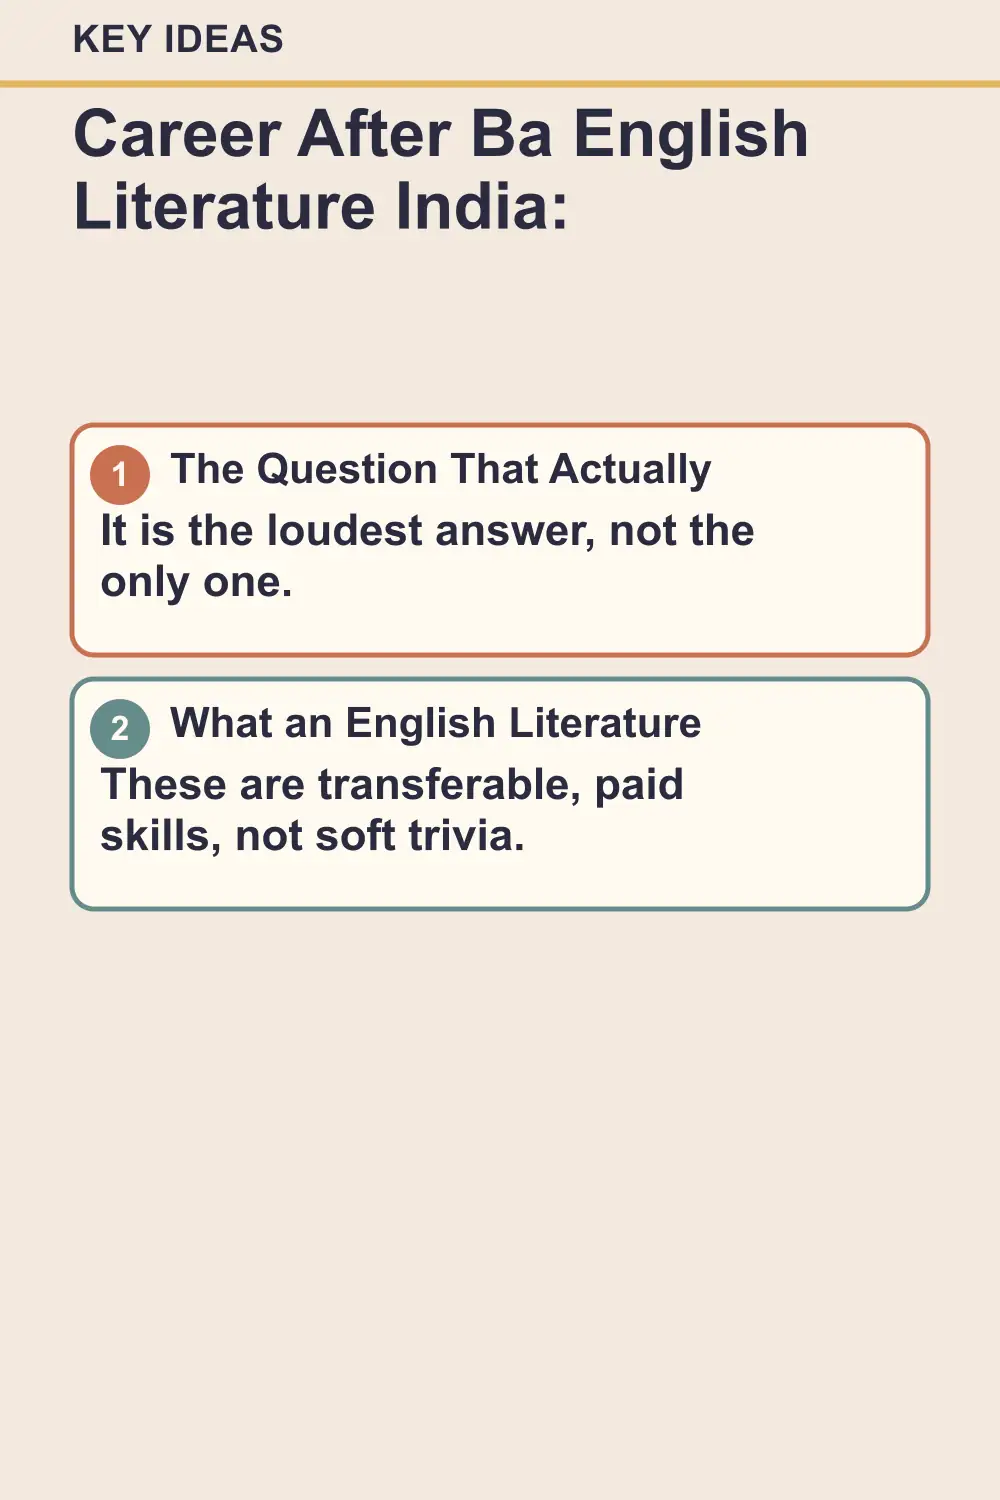 KEY IDEAS
Career After Ba English
Literature India:
1 The Question That Actually
It is the loudest answer, not the
only one.
2 What an English Literature
These are transferable, paid
skills, not soft trivia.